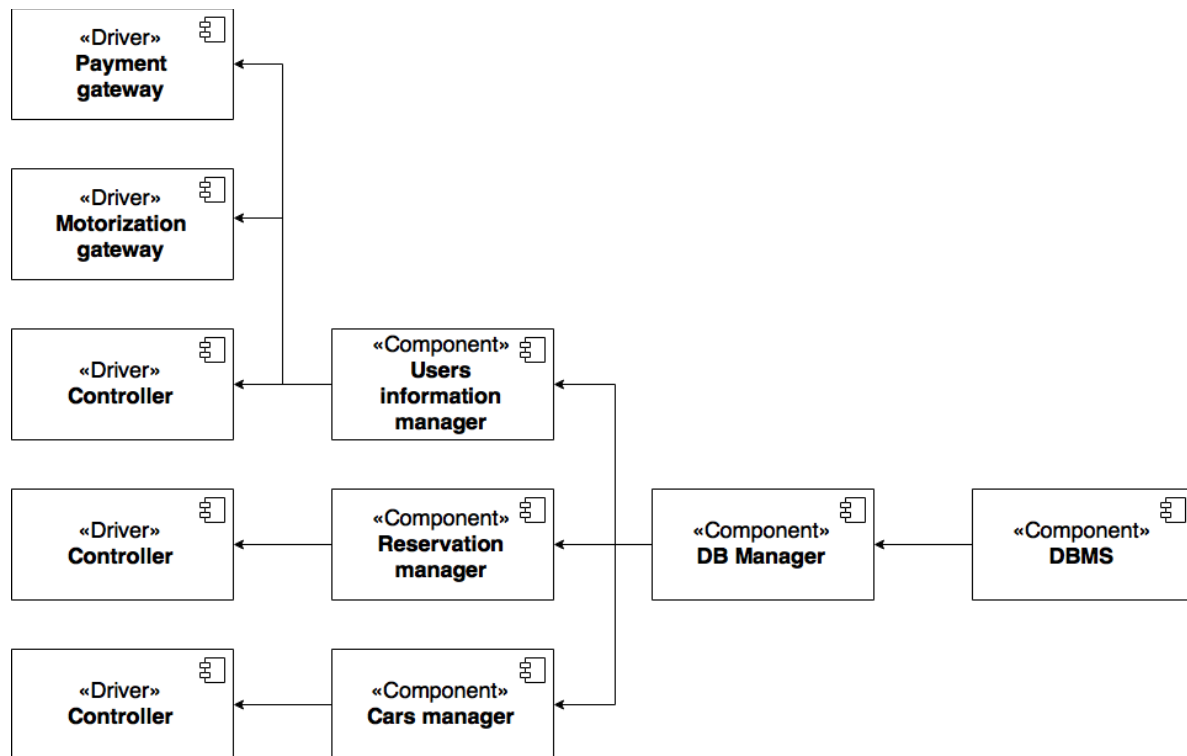 «Driver»
Payment
gateway
«Driver»
Motorization
gateway
«Driver»
Controller
«Component»
Users
information
manager
«Driver»
Controller
«Component»
Reservation
manager
«Component»
DB Manager
«Component»
DBMS
«Driver»
Controller
«Component»
Cars manager